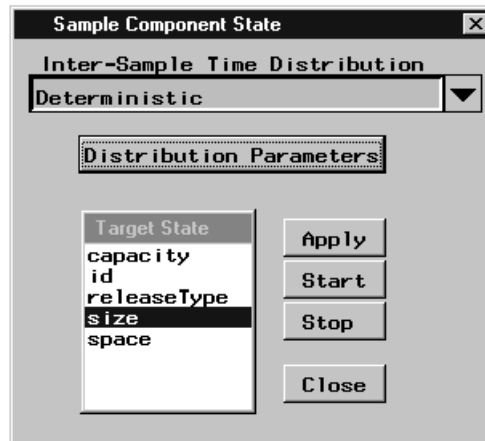 Sample Component State
Inter-Sample Time Distribution
Deterministic
Distribution Parameters
Target State
capacity
id
releaseType
size
space
Apply
Start
Stop
Close